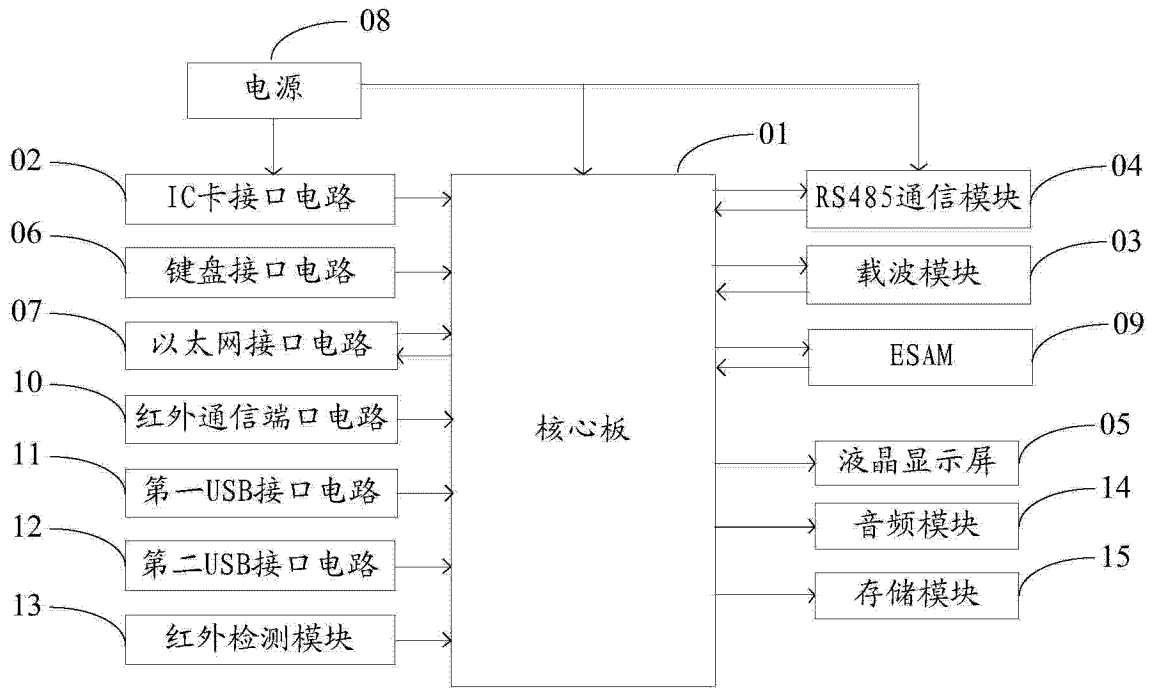 08
电源
01
02
IC卡接口电路
RS485通信模块
04
06
键盘接口电路
载波模块
03
07
以太网接口电路
ESAM
09
10
红外通信端口电路
核心板
11
第一USB接口电路
液晶显示屏
05
12
第二USB接口电路
音频模块
14
13
红外检测模块
存储模块
15